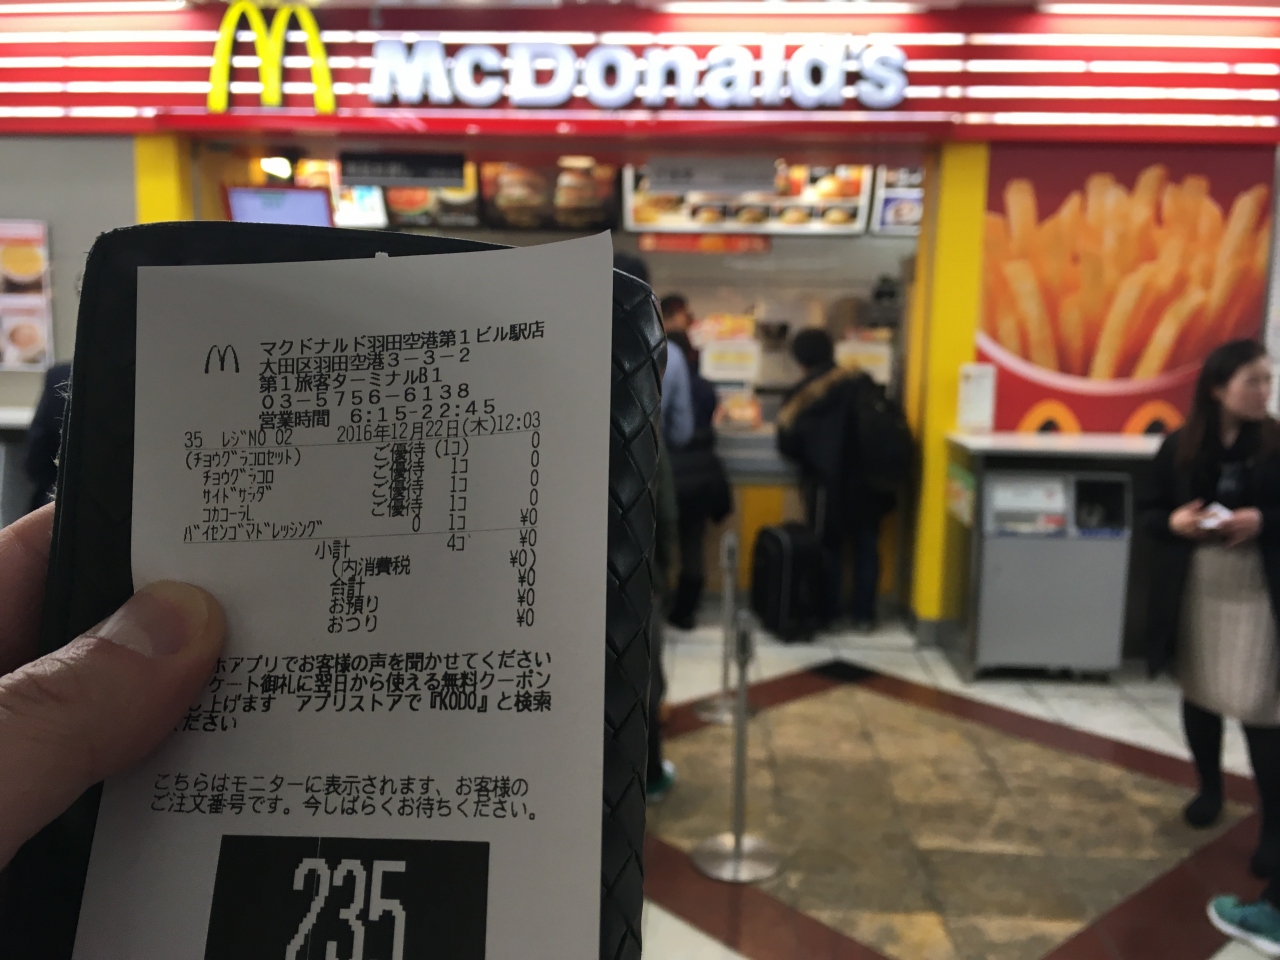 McDonald's
マクドナルド羽田空港第1ビル駅店
大田区羽田空港3-3-2
第1旅客ターミナルB1
03-5756-6138
営業時間 6:15-22:45
35 レジNO 02 2016年12月22日(木)12:03
(チョウグラコロセット) ご優待 (1コ) 0
チョウグラコロ ご優待 1コ 0
サイドサラダ ご優待 1コ 0
コカコーラL ご優待 1コ 0
バイセンゴマドレッシング 0 1コ ¥0
小計 4コ ¥0
(内消費税 ¥0)
合計 ¥0
お預り ¥0
おつり ¥0
ホアプリでお客様の声を聞かせてください
ケート御礼に翌日から使える無料クーポン
し上げます アプリストアで『KODO』と検索
ください
こちらはモニターに表示されます、お客様の
ご注文番号です。今しばらくお待ちください。
235